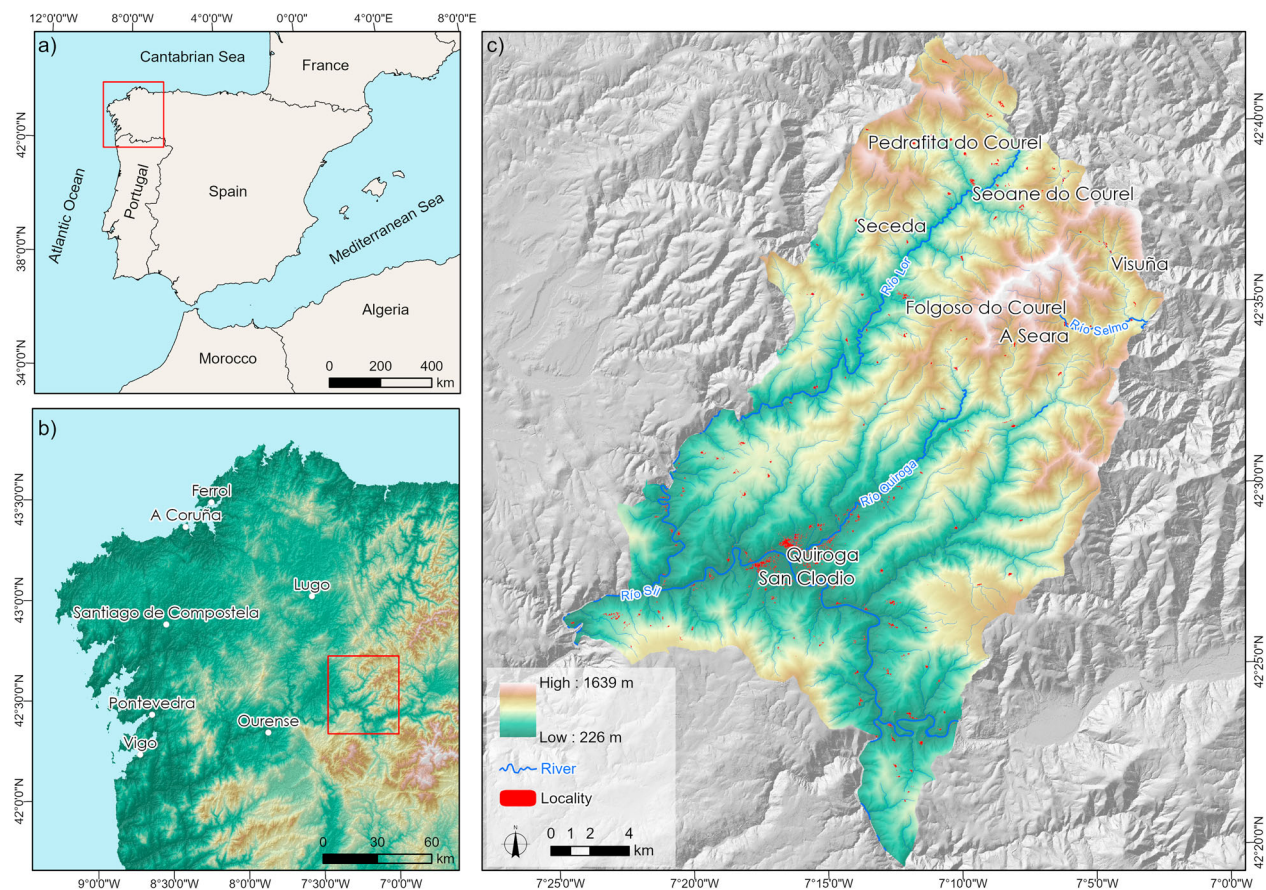 12°0'0"W 8°0'0"W 4°0'0"W 0°0'0" 4°0'0"E 8°0'0"E
a)
Cantabrian Sea
France
42°0'0"N
Atlantic Ocean
Portugal
Spain
Mediterranean Sea
38°0'0"N
Algeria
Morocco
34°0'0"N
0 200 400
km
b)
43°30'0"N
Ferrol
A Coruña
Lugo
43°0'0"N
Santiago de Compostela
42°30'0"N
Pontevedra
Ourense
Vigo
42°0'0"N
0 30 60
km
9°0'0"W 8°30'0"W 8°0'0"W 7°30'0"W 7°0'0"W
c)
42°40'0"N
Pedrafita do Courel
Seoane do Courel
Seceda
Visuña
Río Lor
42°35'0"N
Folgoso do Courel
Río Selmo
A Seara
42°30'0"N
Río Quiroga
Quiroga
San Clodio
Río Sil
42°25'0"N
High : 1639 m
Low : 226 m
River
Locality
N
0 1 2 4
km
42°20'0"N
7°25'0"W 7°20'0"W 7°15'0"W 7°10'0"W 7°5'0"W 7°0'0"W